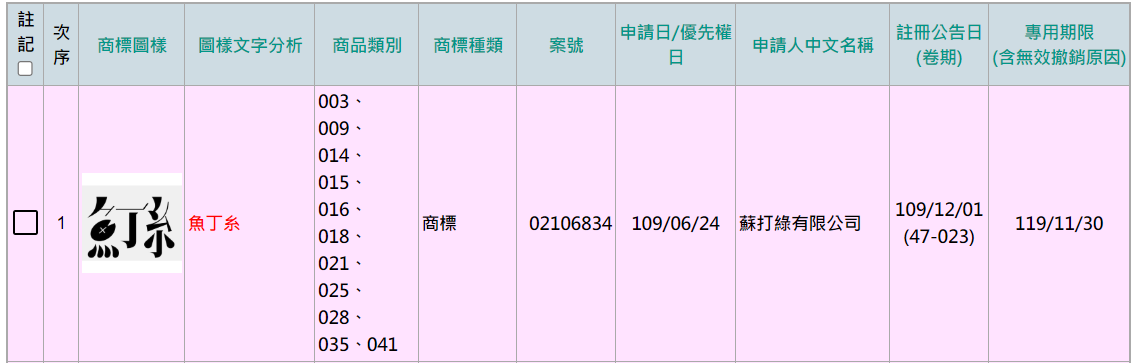 註記
次序
商標圖樣
圖樣文字分析
商品類別
商標種類
案號
申請日/優先權日
申請人中文名稱
註冊公告日
(卷期)
專用期限
(含無效撤銷原因)
1
魚丁糸
魚丁糸
003、
009、
014、
015、
016、
018、
021、
025、
028、
035、041
商標
02106834
109/06/24
蘇打綠有限公司
109/12/01
(47-023)
119/11/30